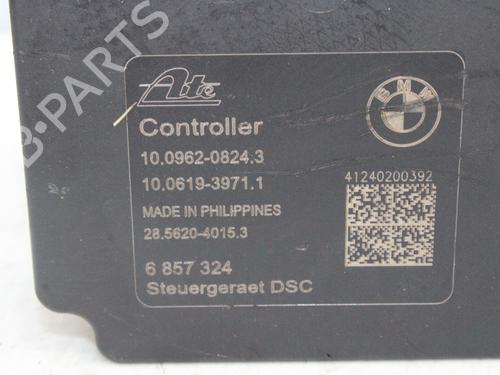 Ate
BMW
Controller
10.0962-0824.3
41240200392
10.0619-3971.1
MADE IN PHILIPPINES
28.5620-4015.3
6 857 324
Steuergeraet DSC
B-PARTS